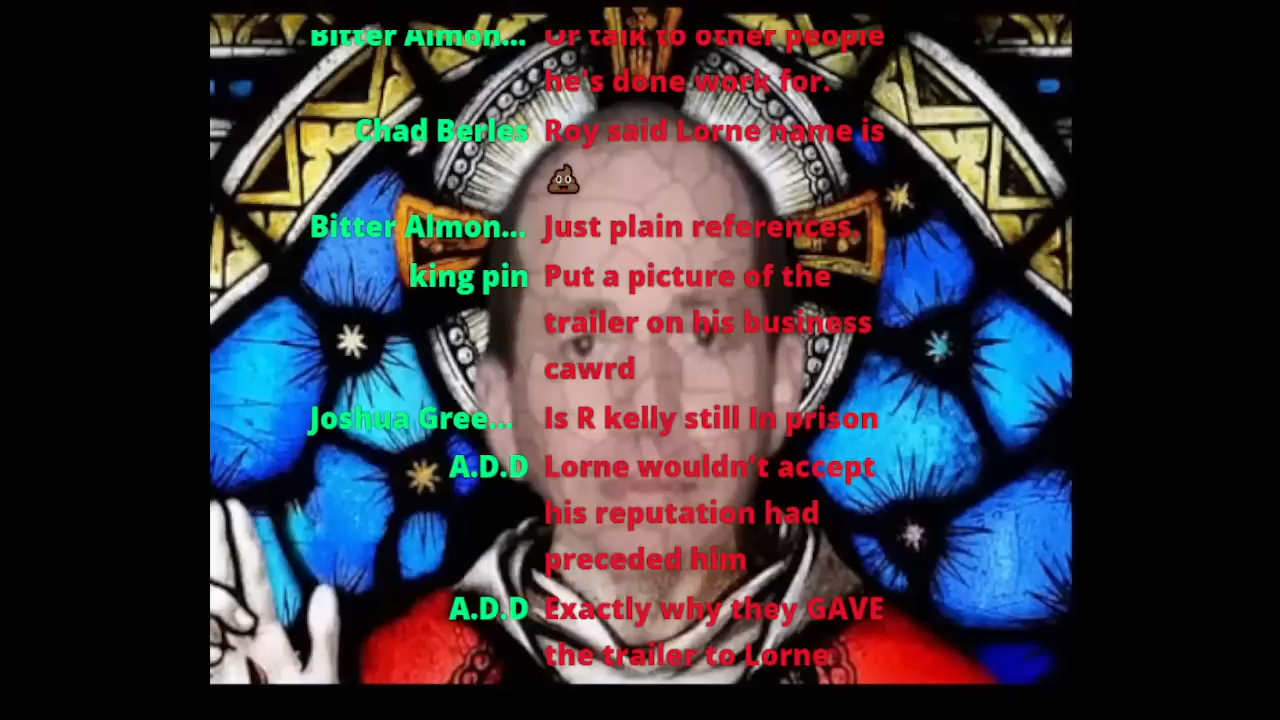 Bitter Almon... Or talk to other people
he's done work for.
Chad Berles Roy said Lorne name is
💩
Bitter Almon... Just plain references.
king pin Put a picture of the
trailer on his business
cawrd
Joshua Gree... Is R kelly still In prison
A.D.D Lorne wouldn't accept
his reputation had
preceded him
A.D.D Exactly why they GAVE
the trailer to Lorne